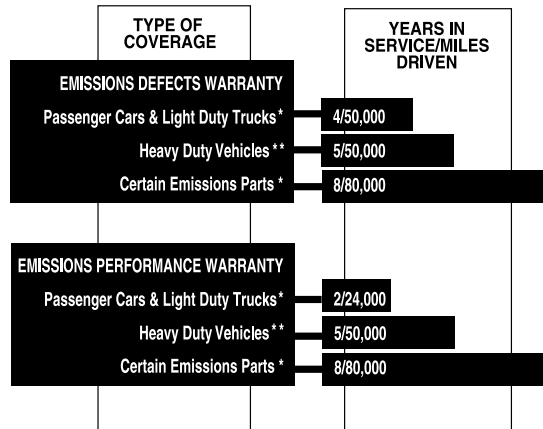 TYPE OF
COVERAGE
YEARS IN
SERVICE/MILES
DRIVEN
EMISSIONS DEFECTS WARRANTY
Passenger Cars & Light Duty Trucks* 4/50,000
Heavy Duty Vehicles** 5/50,000
Certain Emissions Parts * 8/80,000
EMISSIONS PERFORMANCE WARRANTY
Passenger Cars & Light Duty Trucks* 2/24,000
Heavy Duty Vehicles** 5/50,000
Certain Emissions Parts * 8/80,000